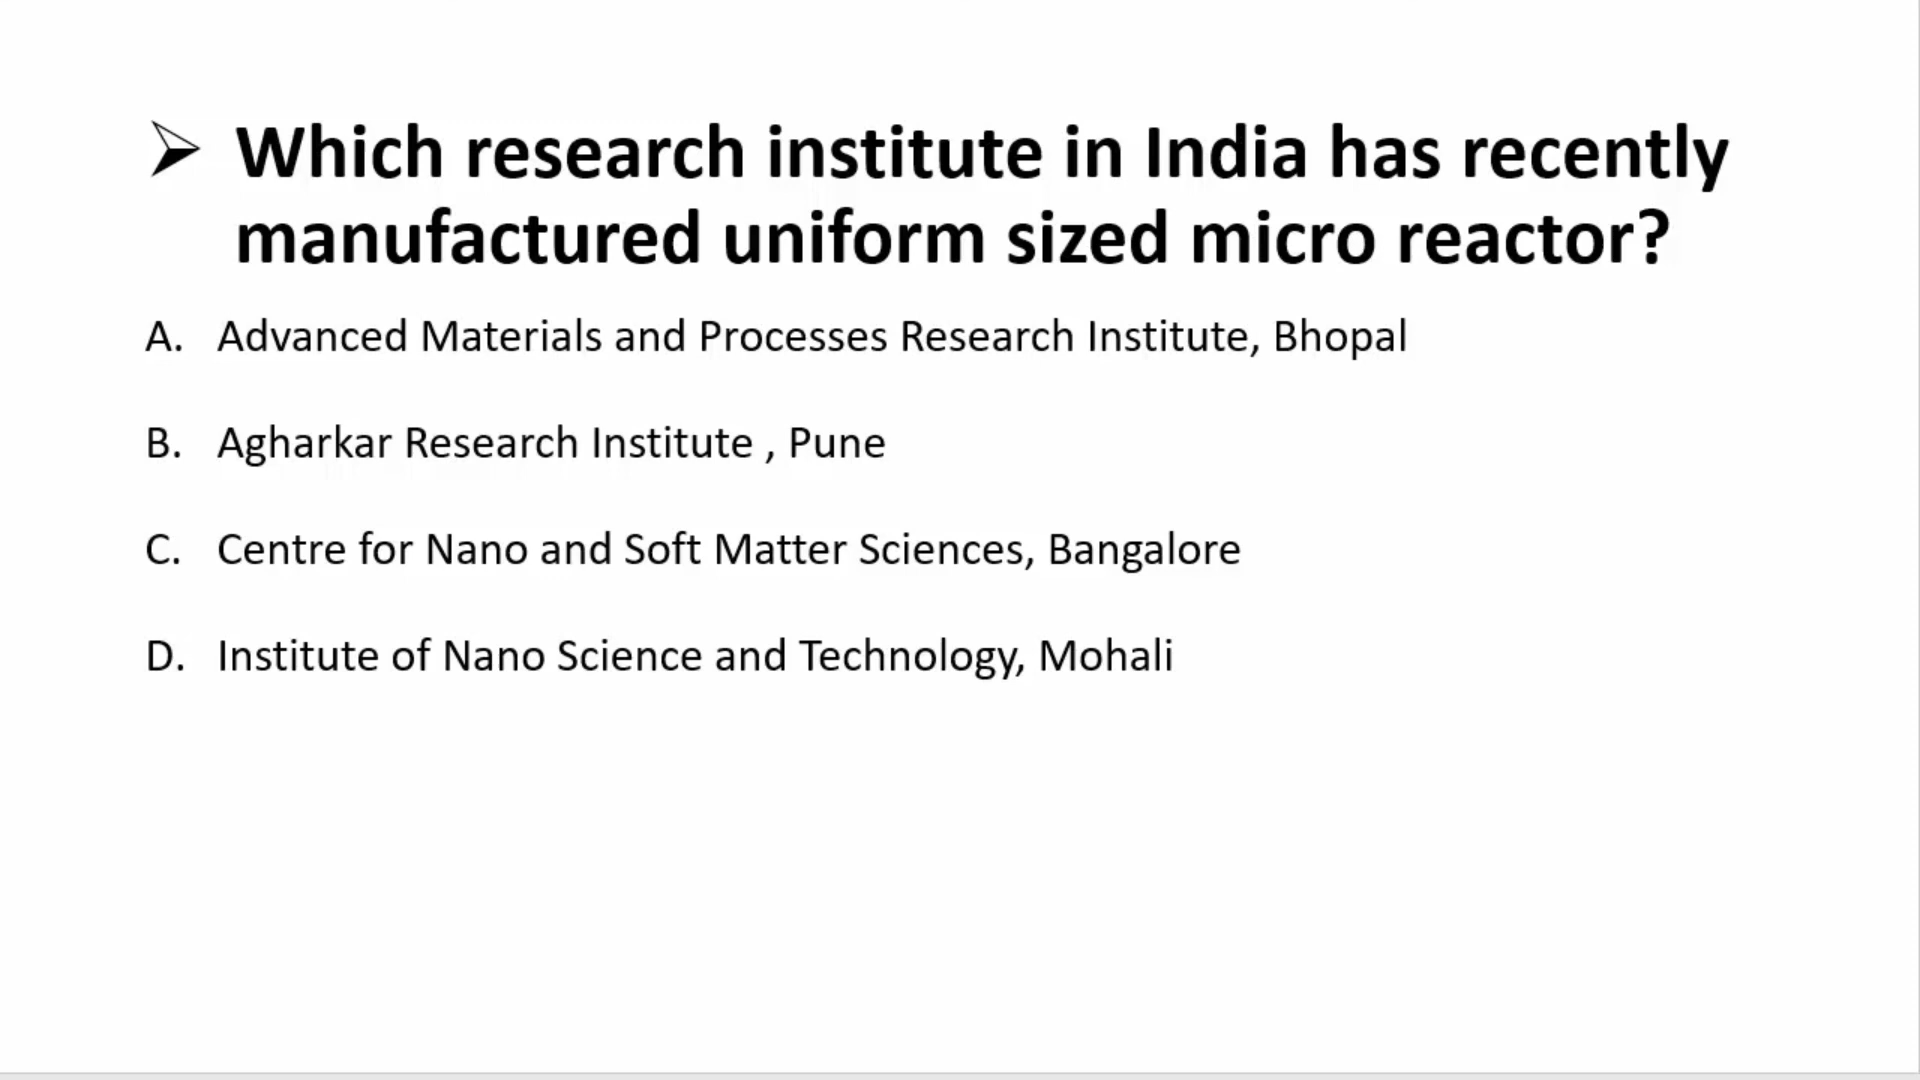 ➢ Which research institute in India has recently
manufactured uniform sized micro reactor?
A. Advanced Materials and Processes Research Institute, Bhopal
B. Agharkar Research Institute , Pune
C. Centre for Nano and Soft Matter Sciences, Bangalore
D. Institute of Nano Science and Technology, Mohali